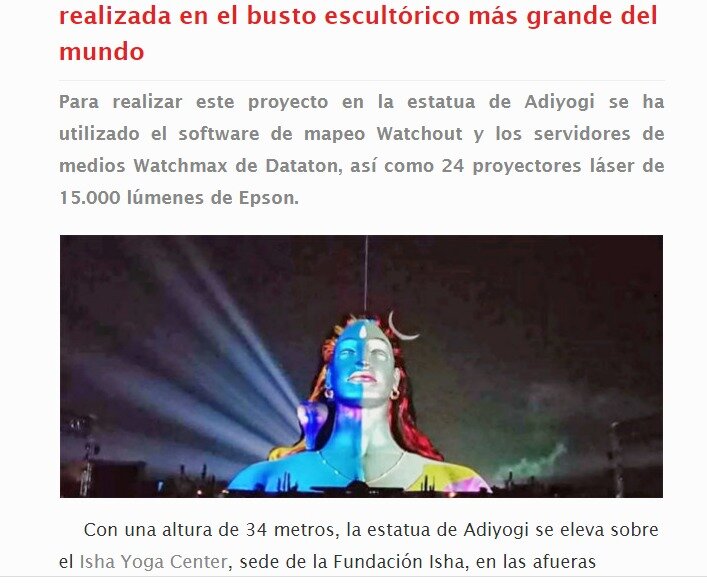 realizada en el busto escultórico más grande del
mundo
Para realizar este proyecto en la estatua de Adiyogi se ha
utilizado el software de mapeo Watchout y los servidores de
medios Watchmax de Dataton, así como 24 proyectores láser de
15.000 lúmenes de Epson.
Con una altura de 34 metros, la estatua de Adiyogi se eleva sobre
el Isha Yoga Center, sede de la Fundación Isha, en las afueras